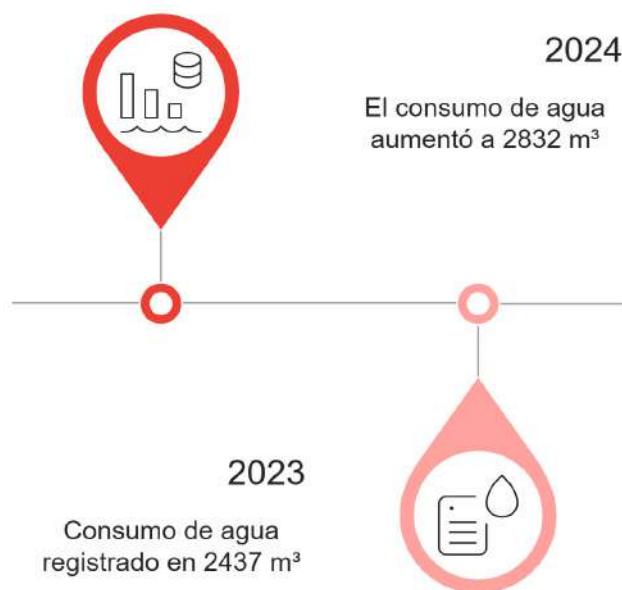 2024
El consumo de agua
aumentó a 2832 m³
2023
Consumo de agua
registrado en 2437 m³